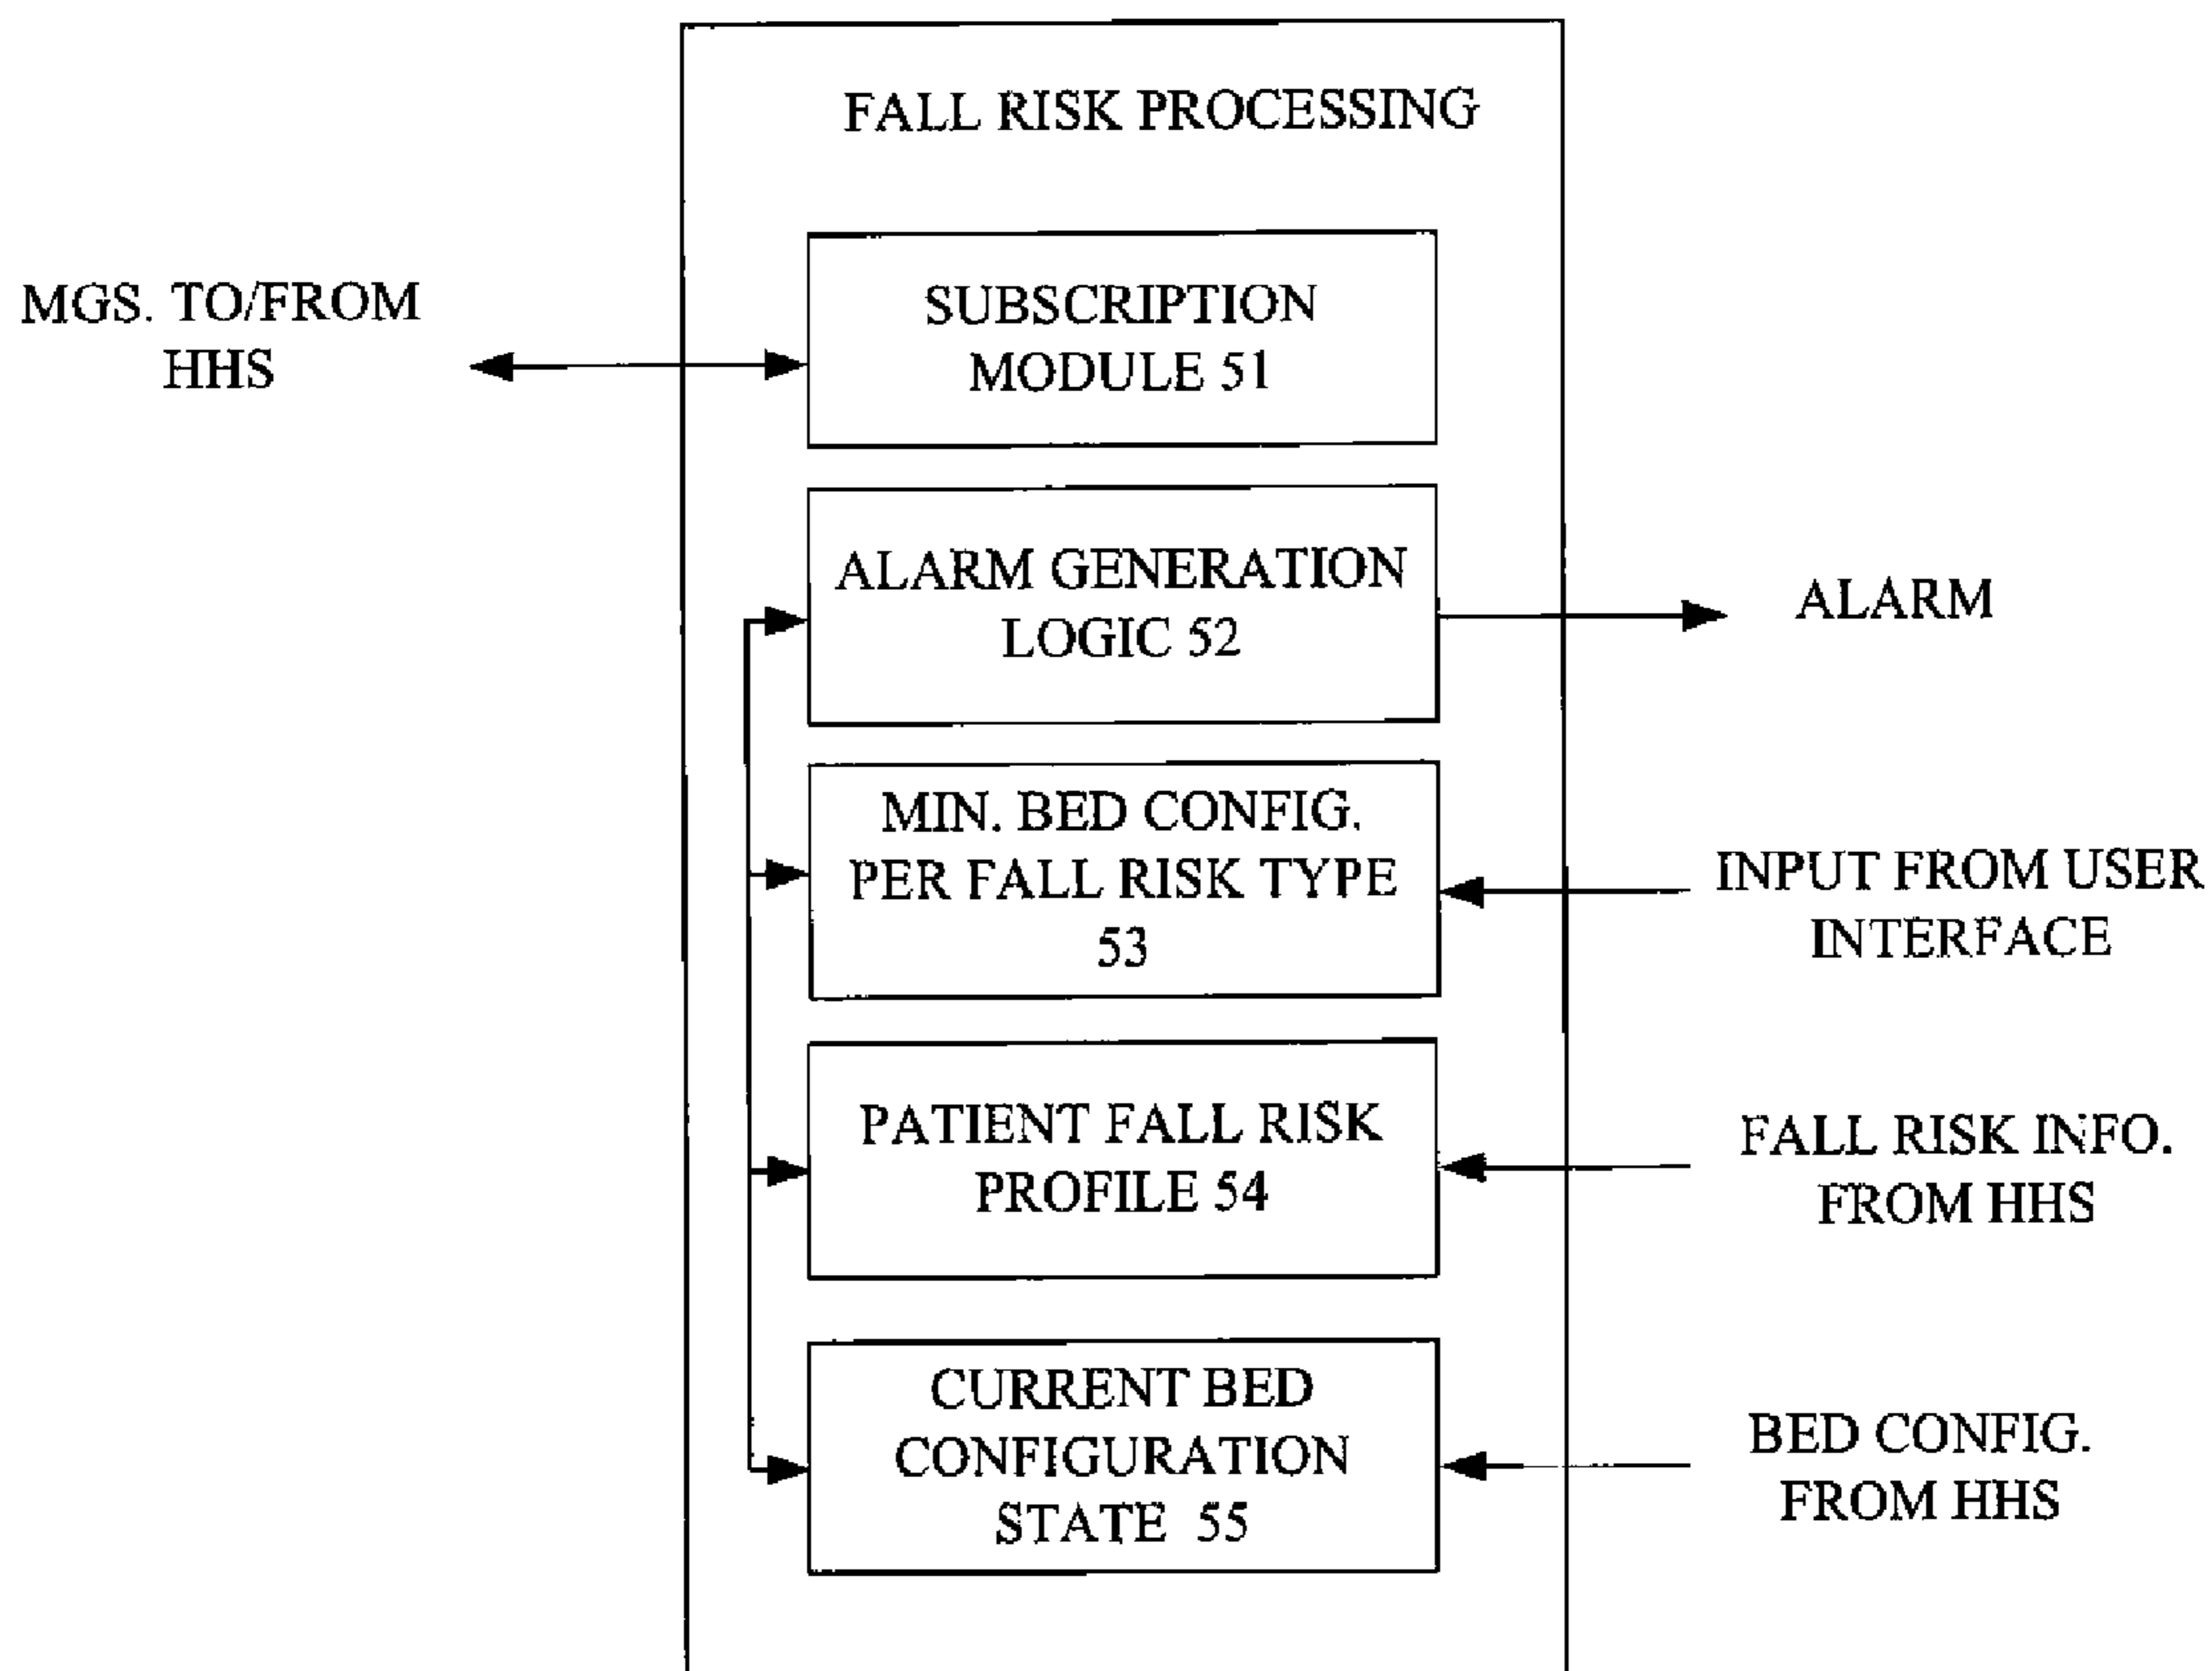 FALL RISK PROCESSING
MGS. TO/FROM
HHS
SUBSCRIPTION
MODULE 51
ALARM GENERATION
LOGIC 52
ALARM
MIN. BED CONFIG.
PER FALL RISK TYPE
53
INPUT FROM USER
INTERFACE
PATIENT FALL RISK
PROFILE 54
FALL RISK INFO.
FROM HHS
CURRENT BED
CONFIGURATION
STATE 55
BED CONFIG.
FROM HHS